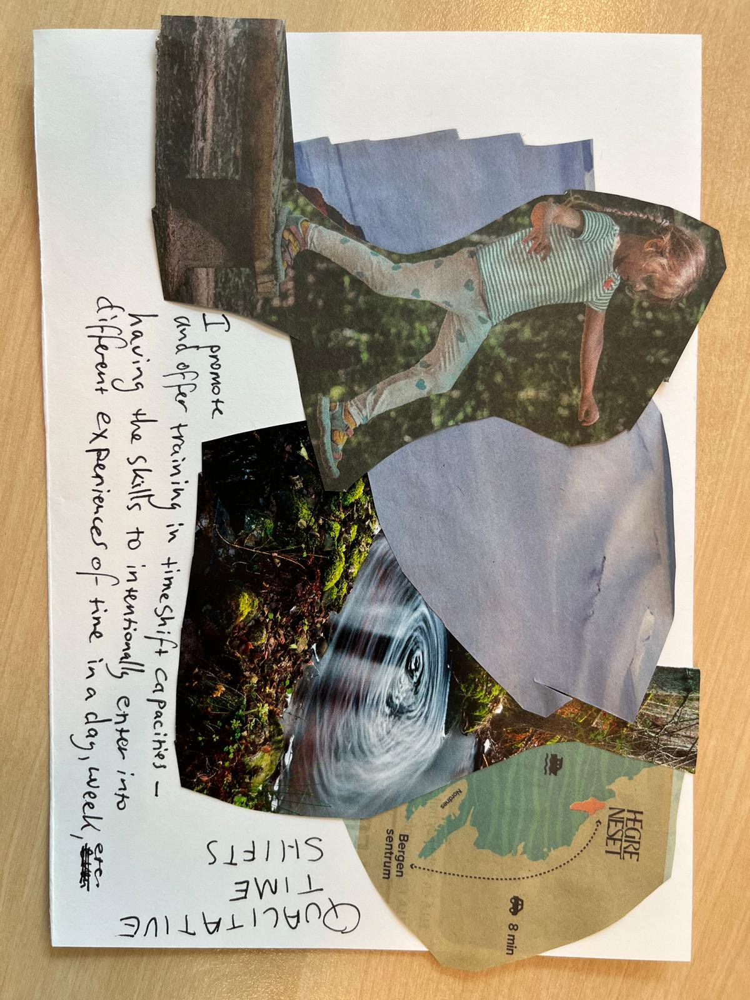 QUALITATIVE
TIME
SHIFTS
I promote
and offer training in timeshift capacities –
having the skills to intentionally enter into
different experiences of time in a day, week, etc.
HEGRE
NESET
Nordnes
Bergen
sentrum
8 min